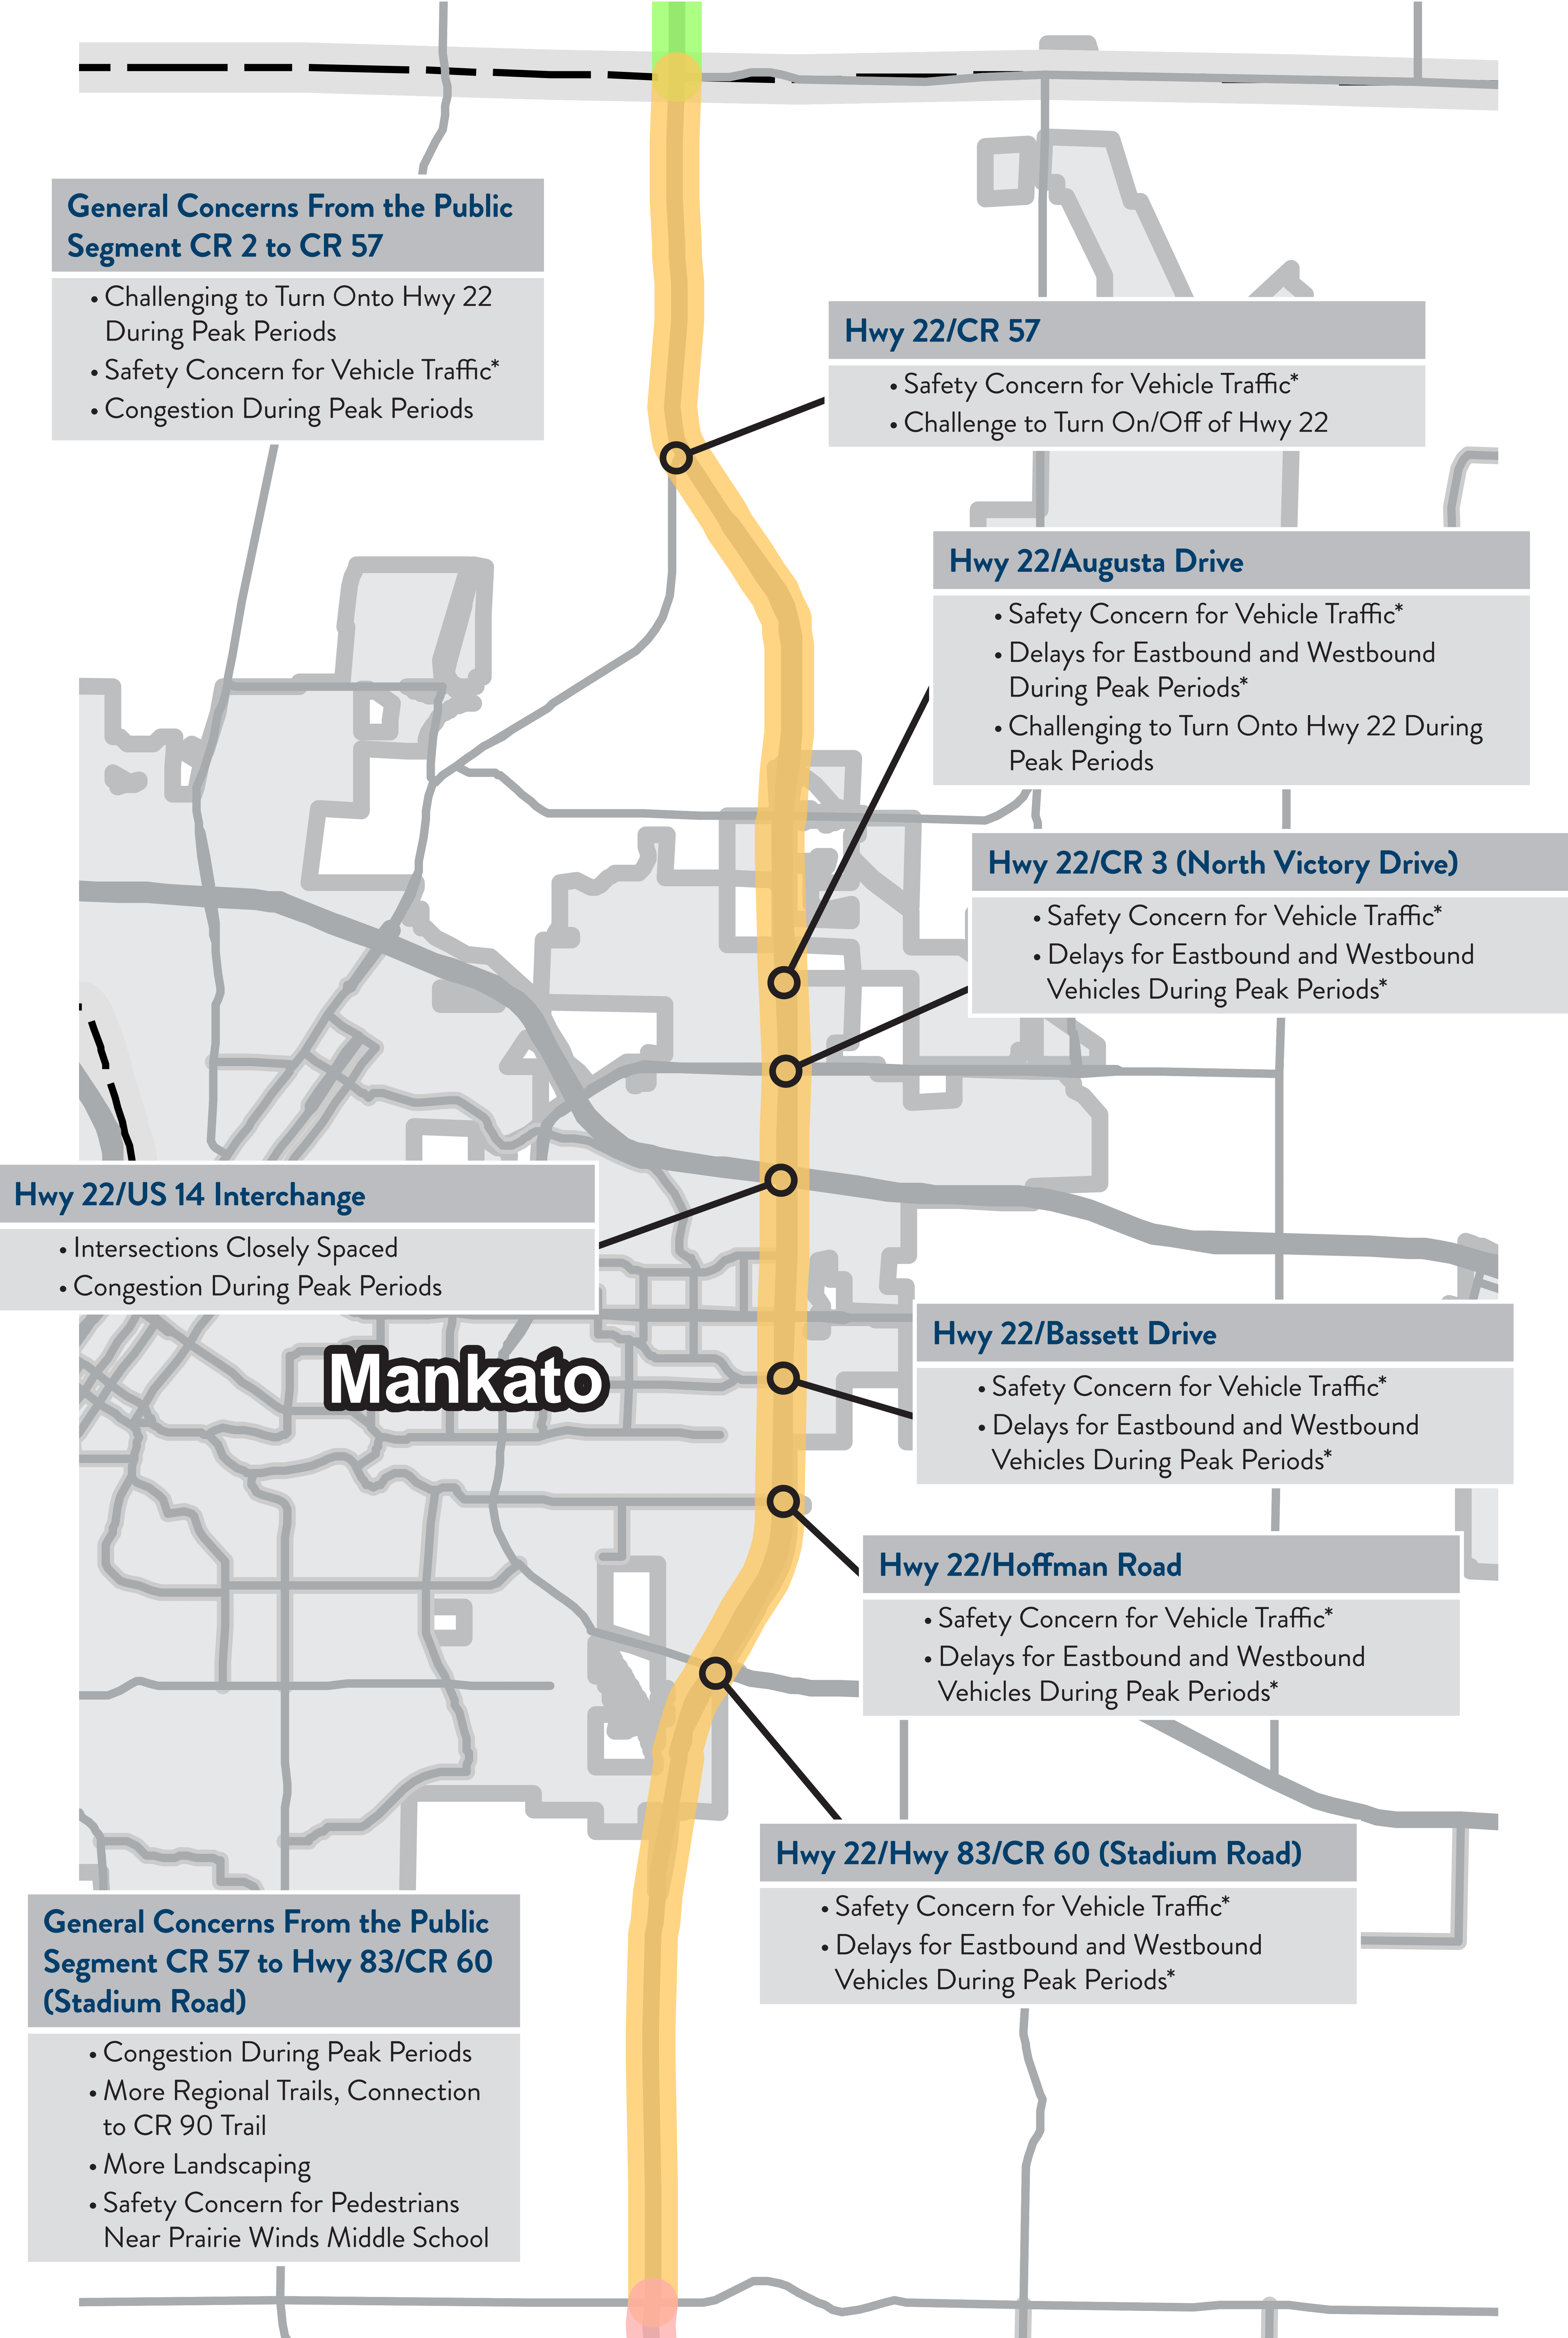 General Concerns From the Public
Segment CR 2 to CR 57
• Challenging to Turn Onto Hwy 22
During Peak Periods
• Safety Concern for Vehicle Traffic*
• Congestion During Peak Periods
Hwy 22/CR 57
• Safety Concern for Vehicle Traffic*
• Challenge to Turn On/Off of Hwy 22
Hwy 22/Augusta Drive
• Safety Concern for Vehicle Traffic*
• Delays for Eastbound and Westbound
During Peak Periods*
• Challenging to Turn Onto Hwy 22 During
Peak Periods
Hwy 22/CR 3 (North Victory Drive)
• Safety Concern for Vehicle Traffic*
• Delays for Eastbound and Westbound
Vehicles During Peak Periods*
Hwy 22/US 14 Interchange
• Intersections Closely Spaced
• Congestion During Peak Periods
Mankato
Hwy 22/Bassett Drive
• Safety Concern for Vehicle Traffic*
• Delays for Eastbound and Westbound
Vehicles During Peak Periods*
Hwy 22/Hoffman Road
• Safety Concern for Vehicle Traffic*
• Delays for Eastbound and Westbound
Vehicles During Peak Periods*
Hwy 22/Hwy 83/CR 60 (Stadium Road)
• Safety Concern for Vehicle Traffic*
• Delays for Eastbound and Westbound
Vehicles During Peak Periods*
General Concerns From the Public
Segment CR 57 to Hwy 83/CR 60
(Stadium Road)
• Congestion During Peak Periods
• More Regional Trails, Connection
to CR 90 Trail
• More Landscaping
• Safety Concern for Pedestrians
Near Prairie Winds Middle School